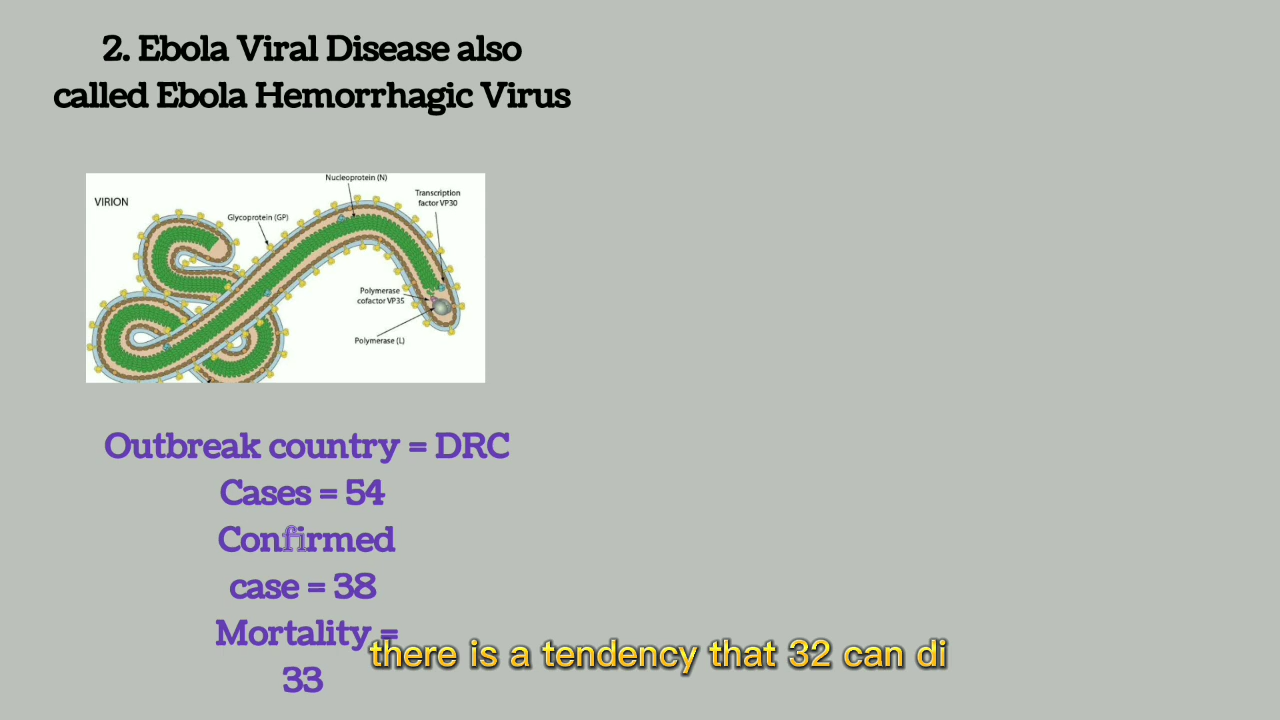 2. Ebola Viral Disease also
called Ebola Hemorrhagic Virus
VIRION
Nucleoprotein (N)
Glycoprotein (GP)
Transcription
factor VP30
Polymerase
cofactor VP35
Polymerase (L)
Outbreak country = DRC
Cases = 54
Confirmed
case = 38
Mortality =
33
there is a tendency that 32 can di